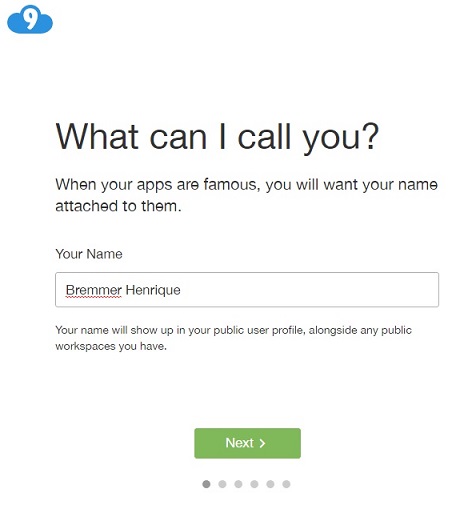 9
What can I call you?
When your apps are famous, you will want your name
attached to them.
Your Name
Bremmer Henrique
Your name will show up in your public user profile, alongside any public
workspaces you have.
Next >